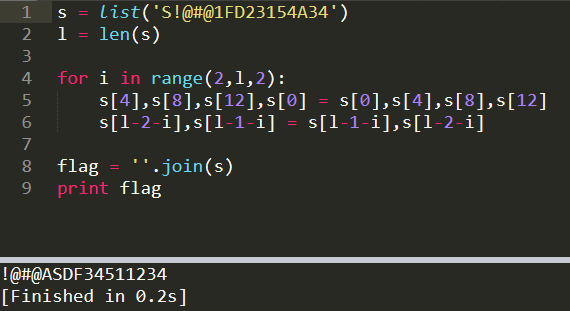 1 s = list('S!@#@1FD23154A34')
2 l = len(s)
3
4 for i in range(2,l,2):
5 s[4],s[8],s[12],s[0] = s[0],s[4],s[8],s[12]
6 s[l-2-i],s[l-1-i] = s[l-1-i],s[l-2-i]
7
8 flag = ''.join(s)
9 print flag
!@#@ASDF34511234
[Finished in 0.2s]